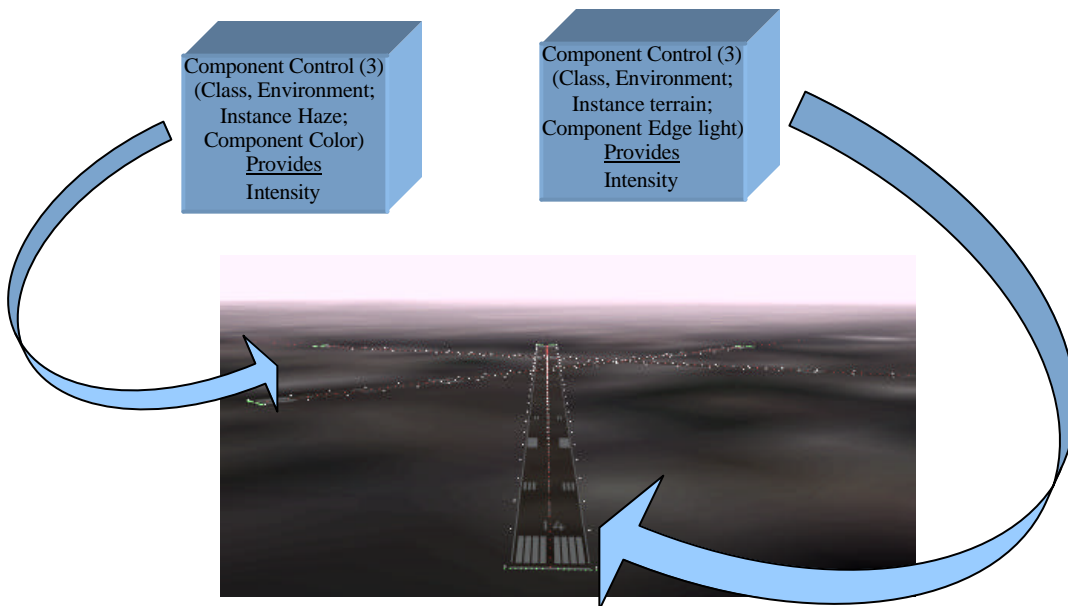 Component Control (3)
(Class, Environment;
Instance Haze;
Component Color)
Provides
Intensity
Component Control (3)
(Class, Environment;
Instance terrain;
Component Edge light)
Provides
Intensity
14